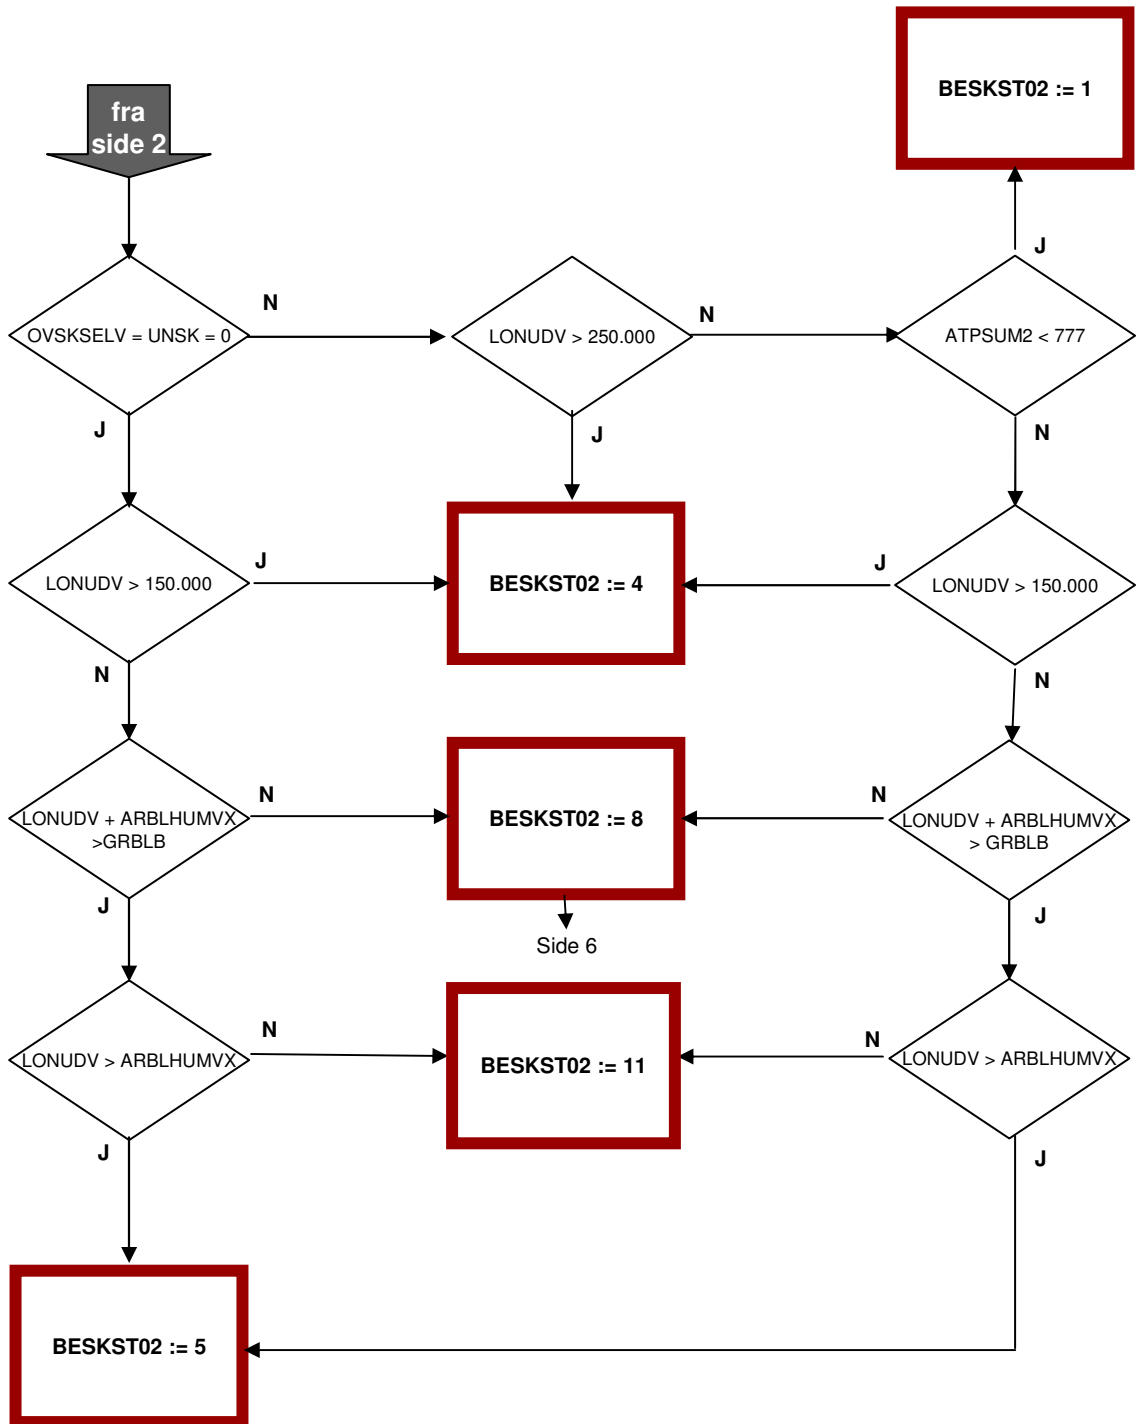 BESKST02 := 1
fra
side 2
J
N
N
OVSKSELV = UNSK = 0
LONUDV > 250.000
ATPSUM2 < 777
J
J
N
J
J
LONUDV > 150.000
BESKST02 := 4
LONUDV > 150.000
N
N
N
N
LONUDV + ARBLHUMVX
>GRBLB
BESKST02 := 8
LONUDV + ARBLHUMVX
> GRBLB
J
J
Side 6
N
N
LONUDV > ARBLHUMVX
BESKST02 := 11
LONUDV > ARBLHUMVX
J
J
BESKST02 := 5